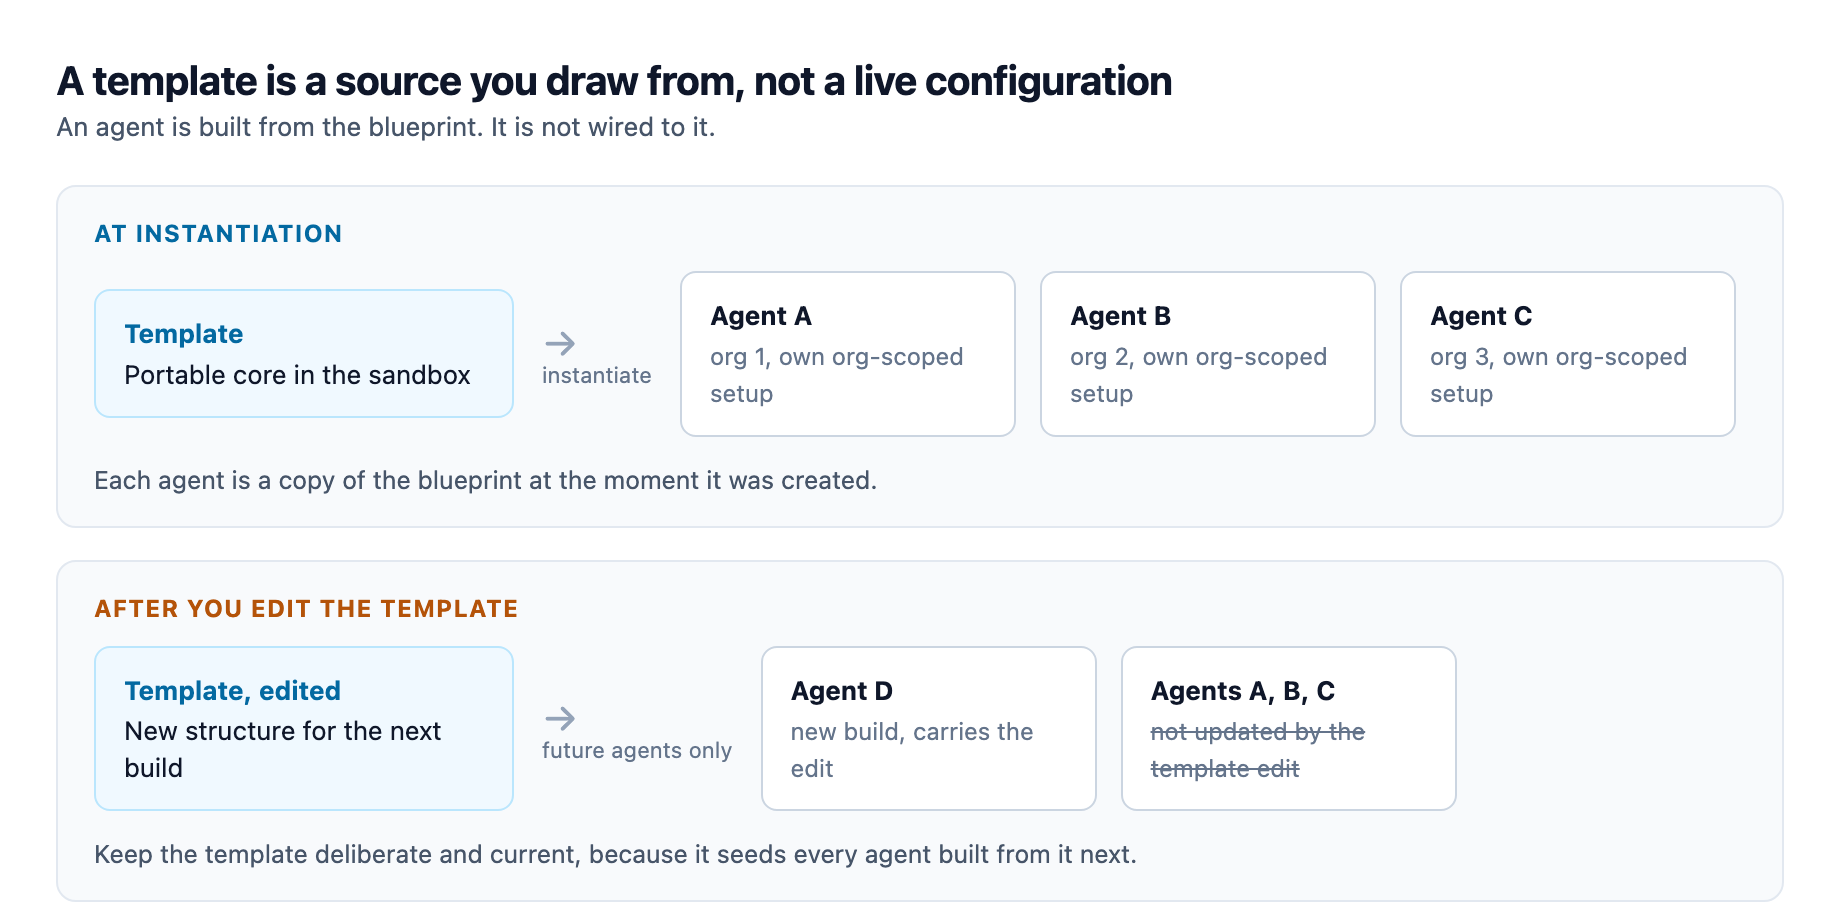 A template is a source you draw from, not a live configuration
An agent is built from the blueprint. It is not wired to it.
AT INSTANTIATION
Template
Portable core in the sandbox
→
instantiate
Agent A
org 1, own org-scoped
setup
Agent B
org 2, own org-scoped
setup
Agent C
org 3, own org-scoped
setup
Each agent is a copy of the blueprint at the moment it was created.
AFTER YOU EDIT THE TEMPLATE
Template, edited
New structure for the next
build
→
future agents only
Agent D
new build, carries the
edit
Agents A, B, C
not updated by the
template edit
Keep the template deliberate and current, because it seeds every agent built from it next.